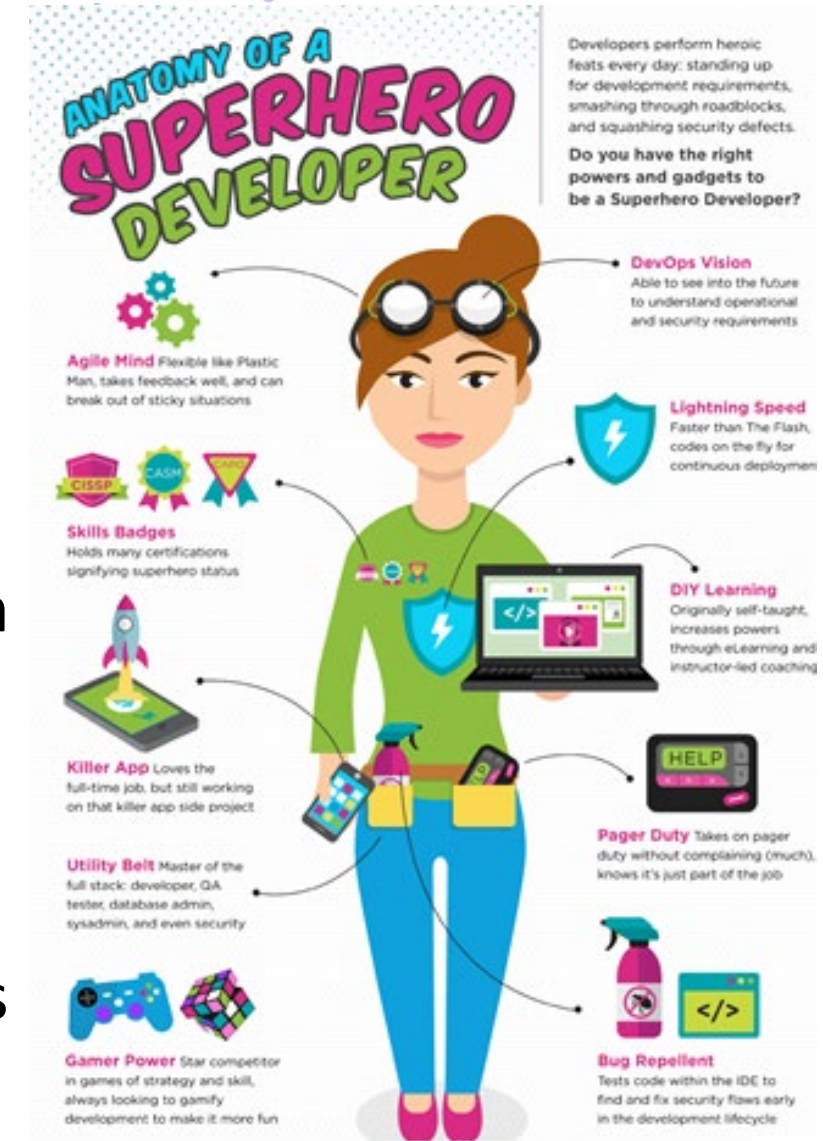 ANATOMY OF A
SUPERHERO
DEVELOPER
Developers perform heroic
feats every day: standing up
for development requirements,
smashing through roadblocks,
and squashing security defects.
Do you have the right
powers and gadgets to
be a Superhero Developer?
DevOps Vision
Able to see into the future
to understand operational
and security requirements
Agile Mind Flexible like Plastic
Man, takes feedback well, and can
break out of sticky situations
Lightning Speed
Faster than The Flash,
codes on the fly for
continuous deployment
CISSP
CASM
Skills Badges
Holds many certifications
signifying superhero status
</>
DIY Learning
Originally self-taught,
increases powers
through eLearning and
instructor-led coaching
n
Killer App Loves the
full-time job, but still working
on that killer app side project
HELP
Pager Duty Takes on pager
duty without complaining (much),
knows it's just part of the job
Utility Belt Master of the
full stack: developer, QA
tester, database admin,
sysadmin, and even security
s
</>
Gamer Power Star competitor
in games of strategy and skill,
always looking to gamify
development to make it more fun
Bug Repellent
Tests code within the IDE to
find and fix security flaws early
in the development lifecycle